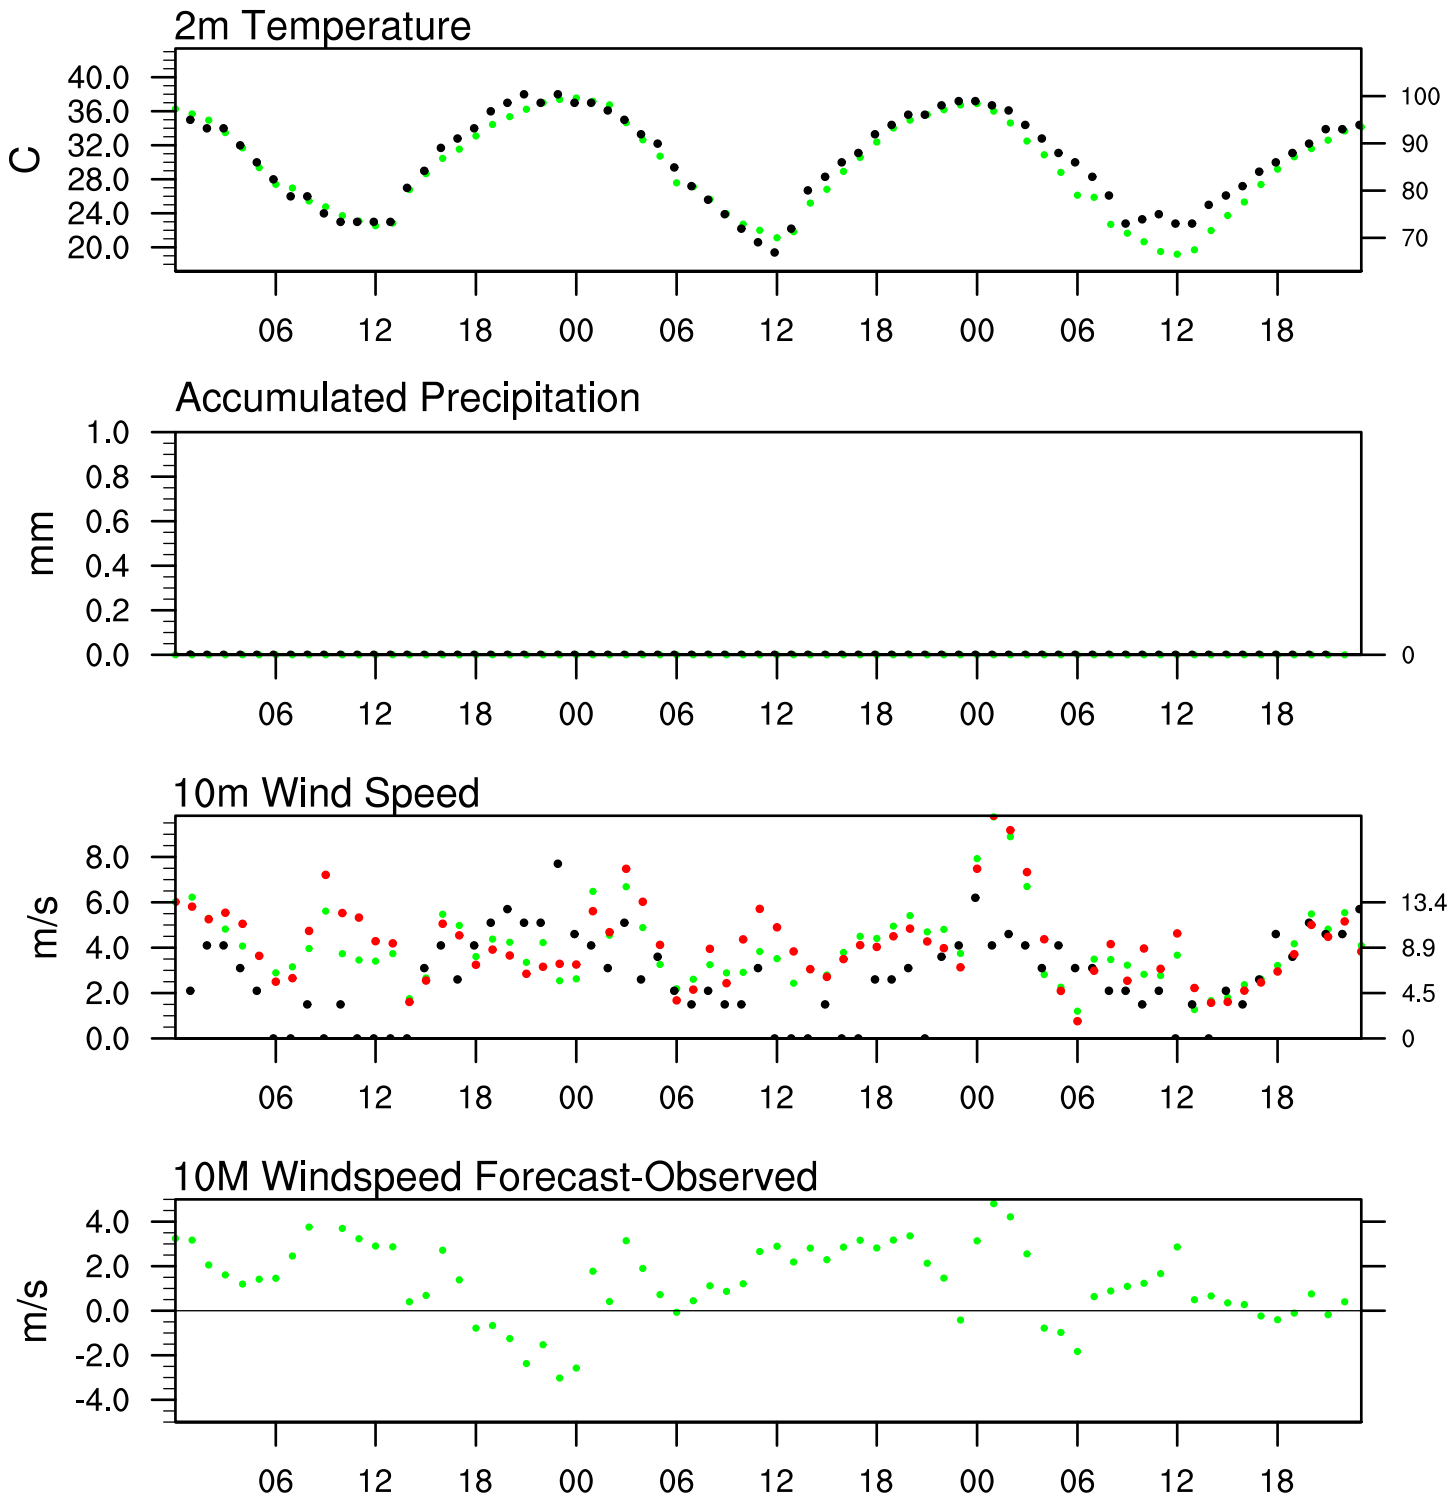 2m Temperature
40.0
36.0
32.0
28.0
24.0
20.0
C
100
90
80
70
06 12 18 00 06 12 18 00 06 12 18
Accumulated Precipitation
1.0
0.8
0.6
0.4
0.2
0.0
mm
0
06 12 18 00 06 12 18 00 06 12 18
10m Wind Speed
8.0
6.0
4.0
2.0
0.0
m/s
13.4
8.9
4.5
0
06 12 18 00 06 12 18 00 06 12 18
10M Windspeed Forecast-Observed
4.0
2.0
0.0
-2.0
-4.0
m/s
06 12 18 00 06 12 18 00 06 12 18